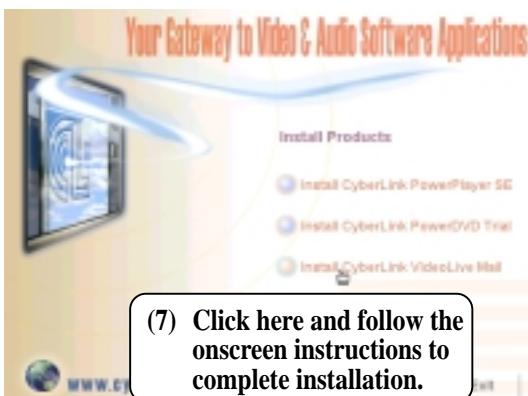 Your Gateway to Video & Audio Software Applications
Install Products
Install CyberLink PowerPlayer SE
Install CyberLink PowerDVD Trial
Install CyberLink VideoLive Mail
(7) Click here and follow the
onscreen instructions to
complete installation.
www.cy
Exit